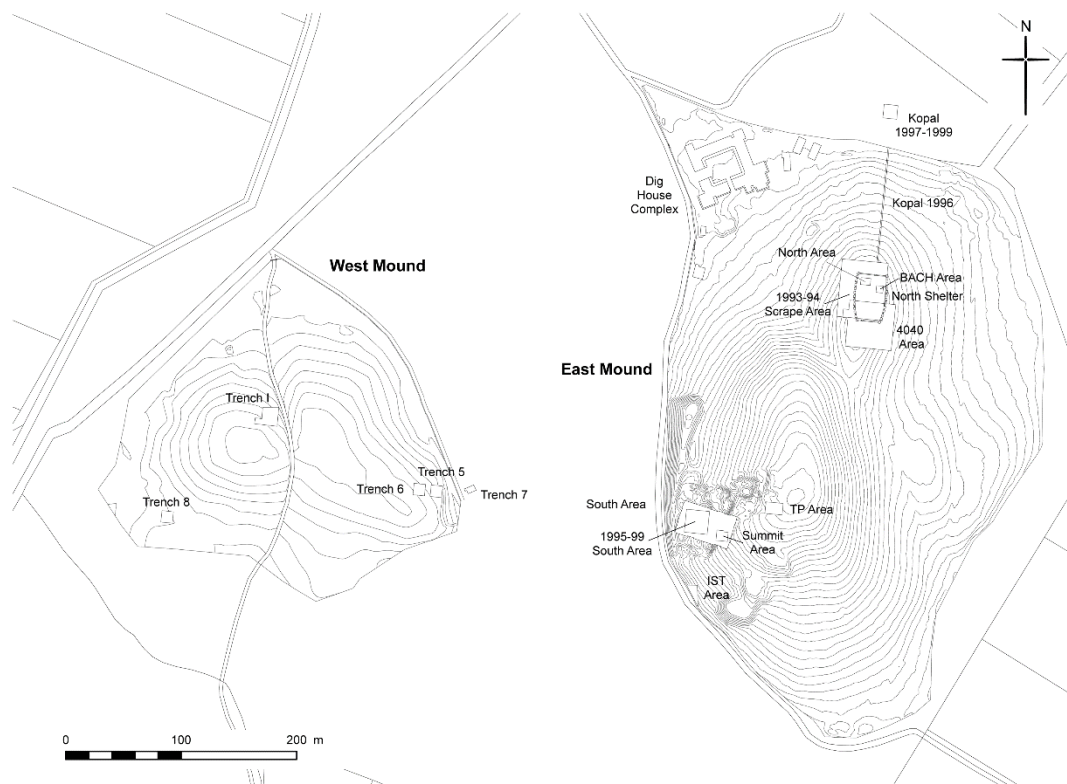 N
Kopal
1997-1999
Dig
House
Complex
Kopal 1996
West Mound
North Area
BACH Area
1993-94
Scrape Area
North Shelter
4040
Area
East Mound
Trench I
Trench 5
Trench 6
Trench 7
Trench 8
South Area
TP Area
1995-99
South Area
Summit
Area
IST
Area
0 100 200 m